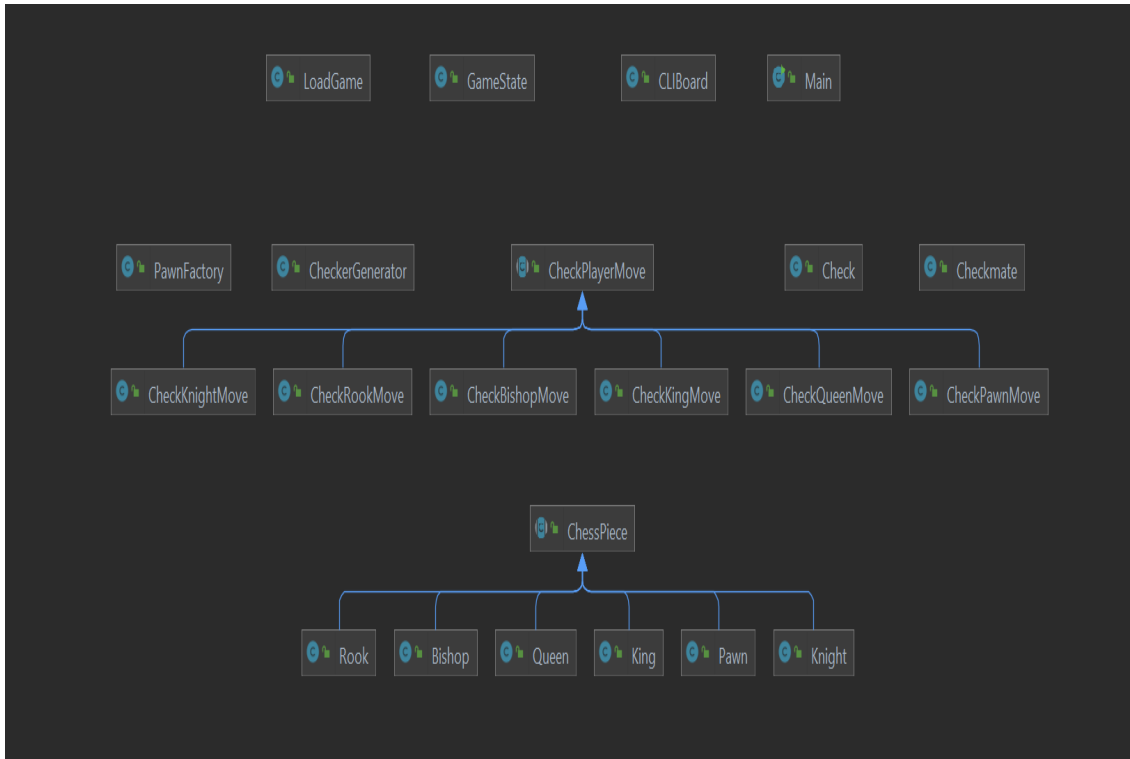 LoadGame
GameState
CLIBoard
Main
PawnFactory
CheckerGenerator
CheckPlayerMove
Check
Checkmate
CheckKnightMove
CheckRookMove
CheckBishopMove
CheckKingMove
CheckQueenMove
CheckPawnMove
ChessPiece
Rook
Bishop
Queen
King
Pawn
Knight